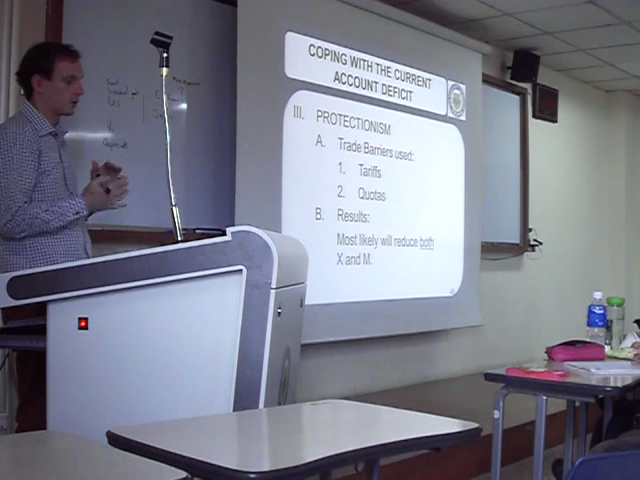 COPING WITH THE CURRENT
ACCOUNT DEFICIT
III. PROTECTIONISM
A. Trade Barriers used:
1. Tariffs
2. Quotas
B. Results:
Most likely will reduce both
X and M.
US